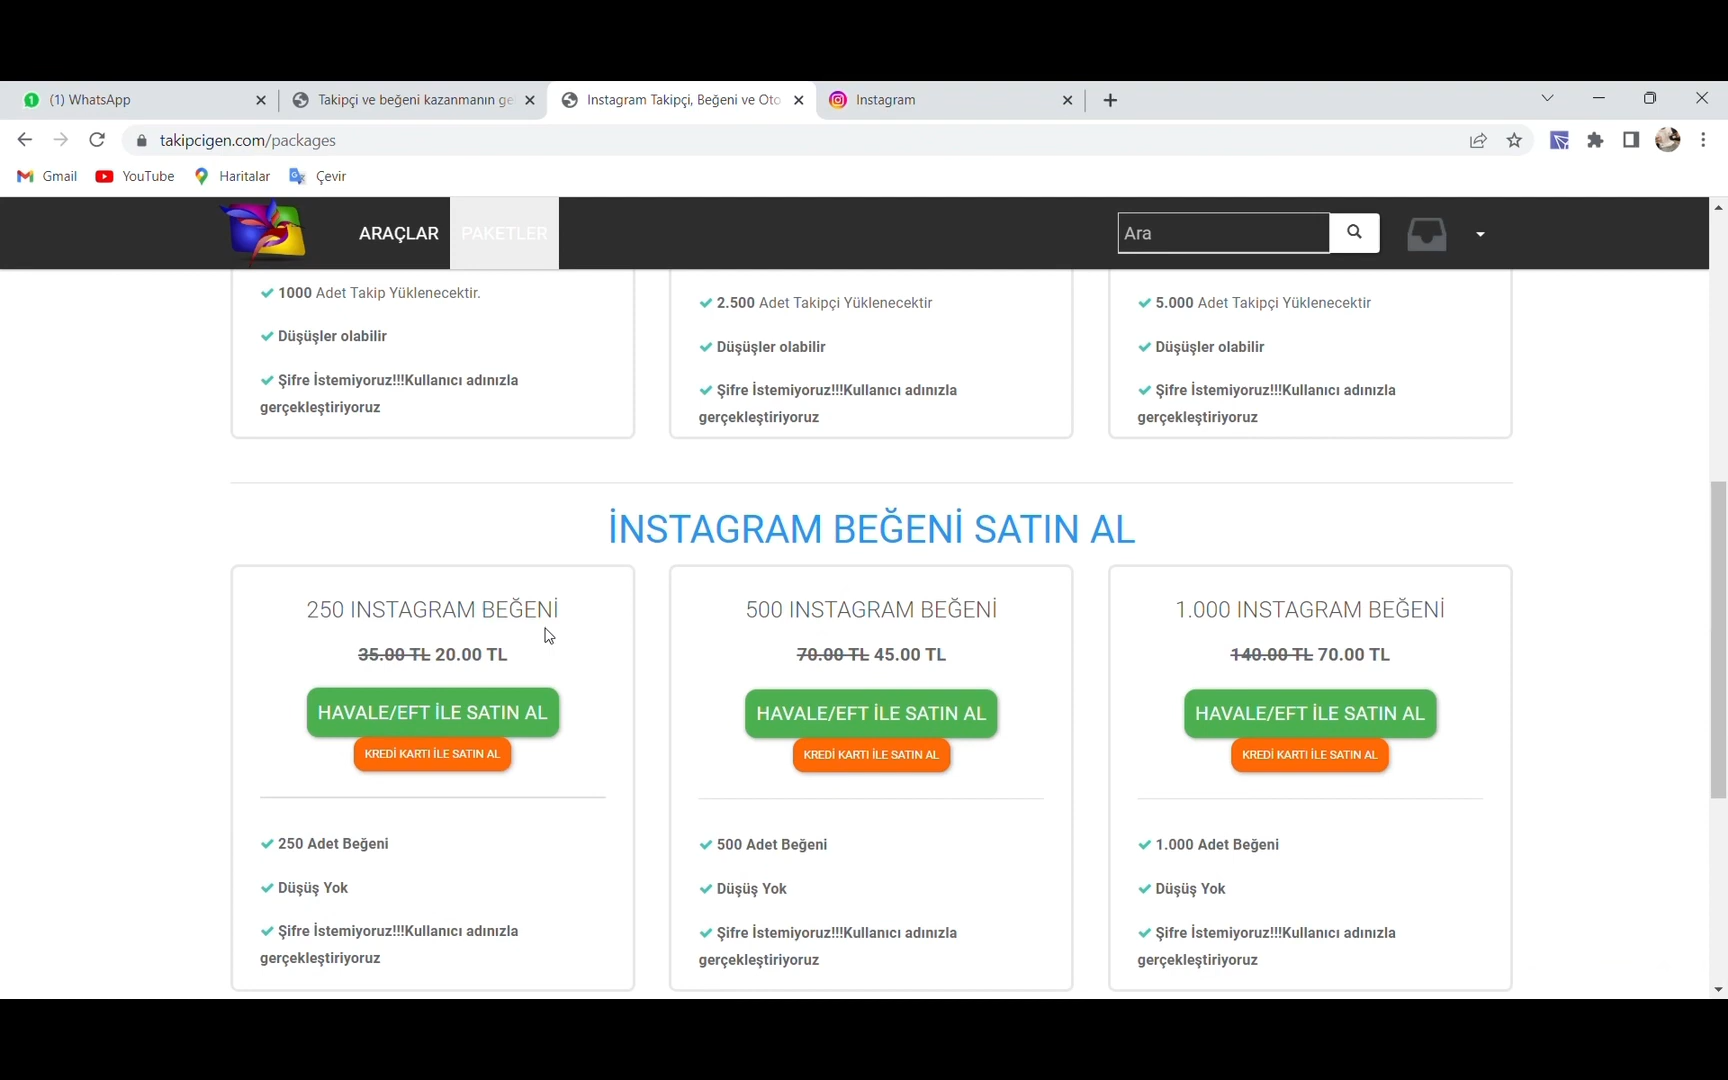 (1) WhatsApp
Takipçi ve beğeni kazanmanın ge
Instagram Takipçi, Beğeni ve Oto
Instagram
takipcigen.com/packages
Gmail
YouTube
Haritalar
Çevir
ARAÇLAR
PAKETLER
Ara
1000 Adet Takip Yüklenecektir.
Düşüşler olabilir
Şifre İstemiyoruz!!!Kullanıcı adınızla
gerçekleştiriyoruz
2.500 Adet Takipçi Yüklenecektir
Düşüşler olabilir
Şifre İstemiyoruz!!!Kullanıcı adınızla
gerçekleştiriyoruz
5.000 Adet Takipçi Yüklenecektir
Düşüşler olabilir
Şifre İstemiyoruz!!!Kullanıcı adınızla
gerçekleştiriyoruz
İNSTAGRAM BEĞENİ SATIN AL
250 INSTAGRAM BEĞENİ
35.00 TL 20.00 TL
HAVALE/EFT İLE SATIN AL
KREDİ KARTI İLE SATIN AL
250 Adet Beğeni
Düşüş Yok
Şifre İstemiyoruz!!!Kullanıcı adınızla
gerçekleştiriyoruz
500 INSTAGRAM BEĞENİ
70.00 TL 45.00 TL
HAVALE/EFT İLE SATIN AL
KREDİ KARTI İLE SATIN AL
500 Adet Beğeni
Düşüş Yok
Şifre İstemiyoruz!!!Kullanıcı adınızla
gerçekleştiriyoruz
1.000 INSTAGRAM BEĞENİ
140.00 TL 70.00 TL
HAVALE/EFT İLE SATIN AL
KREDİ KARTI İLE SATIN AL
1.000 Adet Beğeni
Düşüş Yok
Şifre İstemiyoruz!!!Kullanıcı adınızla
gerçekleştiriyoruz